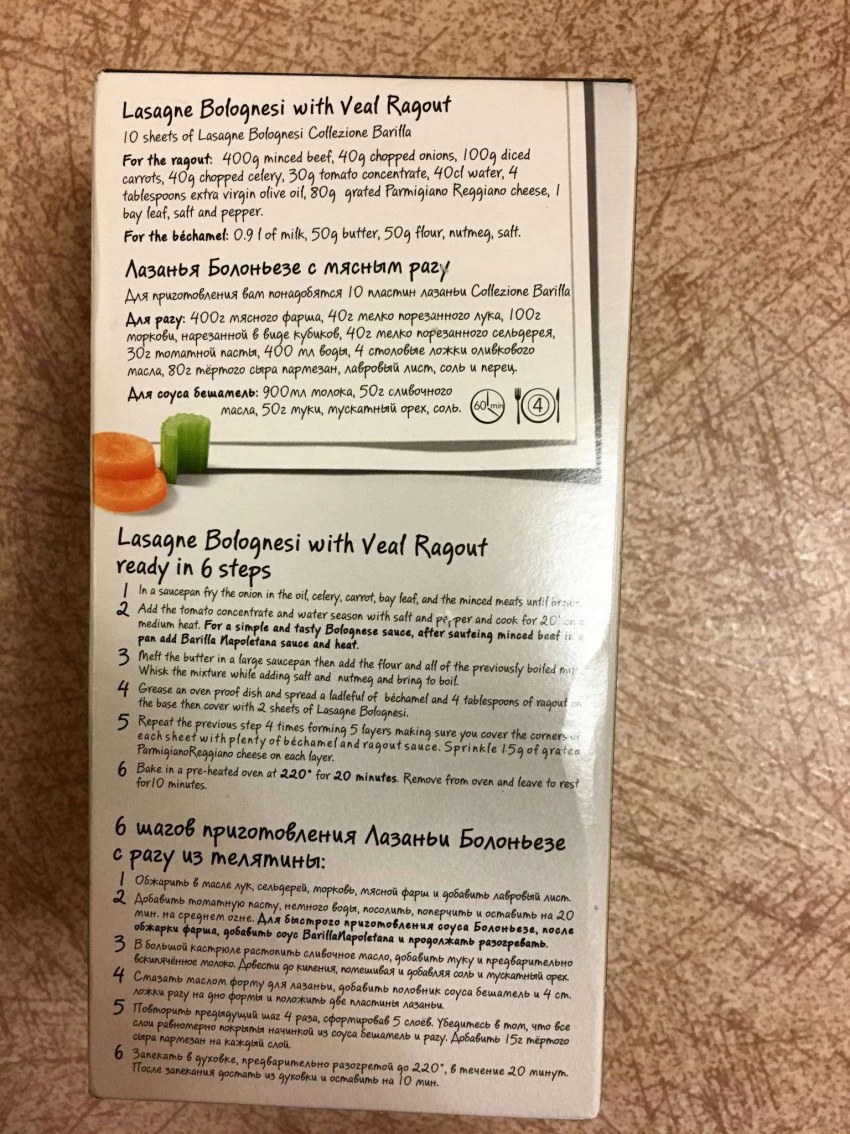 Lasagne Bolognesi with Veal Ragout
10 sheets of Lasagne Bolognesi Collezione Barilla
For the ragout: 400g minced beef, 40g chopped onions, 100g diced
carrots, 40g chopped celery, 30g tomato concentrate, 40cl water, 4
tablespoons extra virgin olive oil, 80g grated Parmigiano Reggiano cheese, 1
bay leaf, salt and pepper.
For the béchamel: 0.9 l of milk, 50g butter, 50g flour, nutmeg, salt.
Лазанья Болоньезе с мясным рагу
Для приготовления вам понадобятся 10 пластин лазаньи Collezione Barilla
Для рагу: 400г мясного фарша, 40г мелко порезанного лука, 100г
моркови, нарезанной в виде кубиков, 40г мелко порезанного сельдерея,
30г томатной пасты, 400 мл воды, 4 столовые ложки оливкового
масла, 80г тёртого сыра пармезан, лавровый лист, соль и перец.
Для соуса бешамель: 900мл молока, 50г сливочного
масла, 50г муки, мускатный орех, соль. 60 min 4
Lasagne Bolognesi with Veal Ragout
ready in 6 steps
1 In a saucepan fry the onion in the oil, celery, carrot, bay leaf, and the minced meats until
2 Add the tomato concentrate and water season with salt and pepper and cook for 20' on a
medium heat. For a simple and tasty Bolognese sauce, after sauteing minced beef in a
pan add Barilla Napoletana sauce and heat.
3 Melt the butter in a large saucepan then add the flour and all of the previously boiled
Whisk the mixture while adding salt and nutmeg and bring to boil.
4 Grease an oven proof dish and spread a ladleful of béchamel and 4 tablespoons of ragout on
the base then cover with 2 sheets of Lasagne Bolognesi.
5 Repeat the previous step 4 times forming 5 layers making sure you cover the corners of
each sheet with plenty of béchamel and ragout sauce. Sprinkle 15g of grated
ParmigianoReggiano cheese on each layer.
6 Bake in a pre-heated oven at 220° for 20 minutes. Remove from oven and leave to rest
for10 minutes.
6 шагов приготовления Лазаньи Болоньезе
с рагу из телятины:
1 Обжарить в масле лук, сельдерей, морковь, мясной фарш и добавить лавровый лист.
2 Добавить томатную пасту, немного воды, посолить, поперчить и оставить на 20
мин. на среднем огне. Для быстрого приготовления соуса Болоньезе, после
обжарки фарша, добавить соус BarillaNapoletana и продолжать разогревать.
3 В большой кастрюле растопить сливочное масло, добавить муку и предварительно
вскипячённое молоко. Довести до кипения, помешивая и добавляя соль и мускатный орех.
4 Смазать маслом форму для лазаньи, добавить половник соуса бешамель и 4 ст.
ложки рагу на дно формы и положить две пластины лазаньи.
5 Повторить предыдущий шаг 4 раза, сформировав 5 слоёв. Убедитесь в том, что все
слои равномерно покрыты начинкой из соуса бешамель и рагу. Добавить 15г тёртого
сыра пармезан на каждый слой.
6 Запекать в духовке, предварительно разогретой до 220°, в течение 20 минут.
После запекания достать из духовки и оставить на 10 мин.